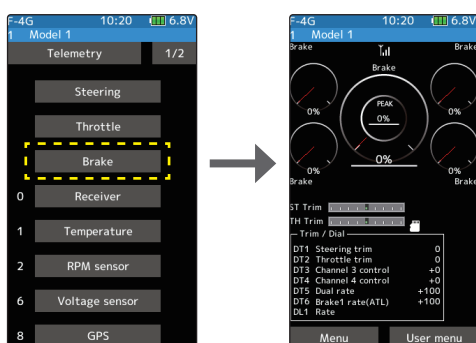 F-4G 10:20 6.8V
1 Model 1
Telemetry 1/2
Steering
Throttle
Brake
0 Receiver
1 Temperature
2 RPM sensor
6 Voltage sensor
8 GPS
F-4G 10:20 6.8V
1 Model 1
Brake Brake
Brake
PEAK
0% 0% 0%
0%
0% 0%
Brake Brake
ST Trim
TH Trim
Trim / Dial
DT1 Steering trim 0
DT2 Throttle trim 0
DT3 Channel 3 control +0
DT4 Channel 4 control +0
DT5 Dual rate +100
DT6 Brake1 rate(ATL) +100
DL1 Rate
Menu User menu